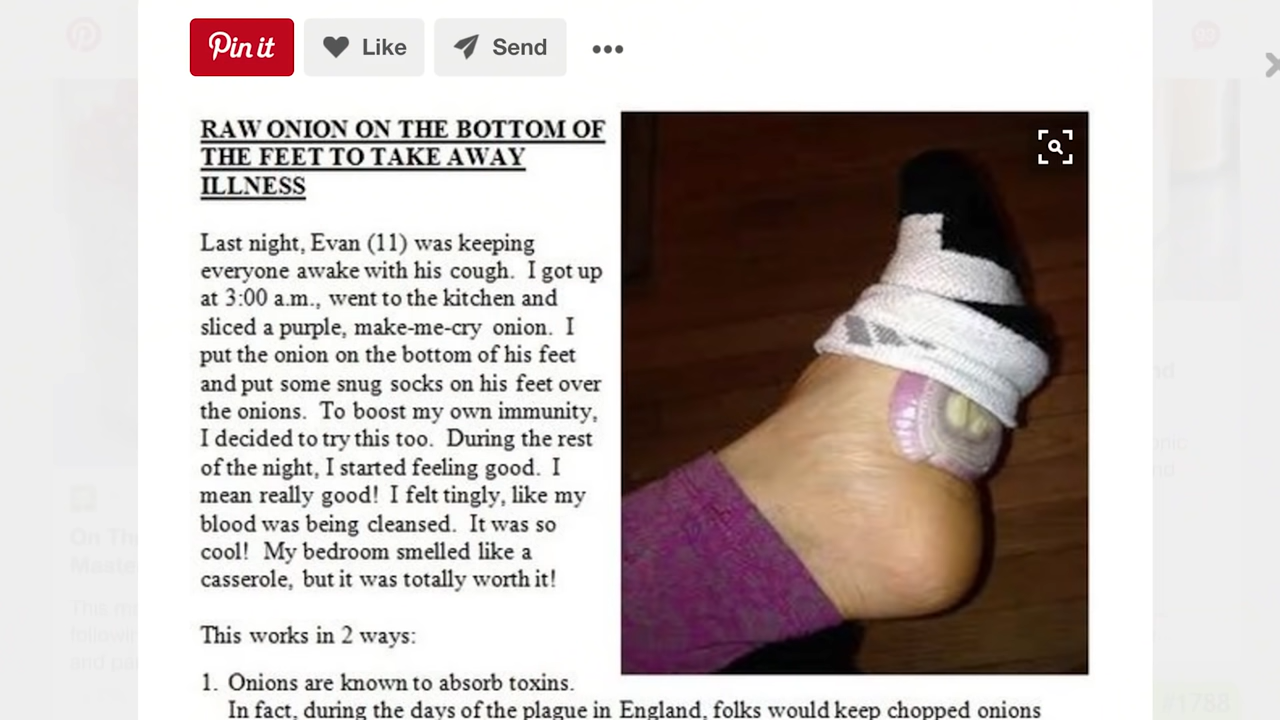 Pin it
Like
Send
RAW ONION ON THE BOTTOM OF
THE FEET TO TAKE AWAY
ILLNESS
Last night, Evan (11) was keeping
everyone awake with his cough. I got up
at 3:00 a.m., went to the kitchen and
sliced a purple, make-me-cry onion. I
put the onion on the bottom of his feet
and put some snug socks on his feet over
the onions. To boost my own immunity,
I decided to try this too. During the rest
of the night, I started feeling good. I
mean really good! I felt tingly, like my
blood was being cleansed. It was so
cool! My bedroom smelled like a
casserole, but it was totally worth it!
This works in 2 ways:
1. Onions are known to absorb toxins.
In fact, during the days of the plague in England, folks would keep chopped onions
On Th
This m
followin
and pa
#1788